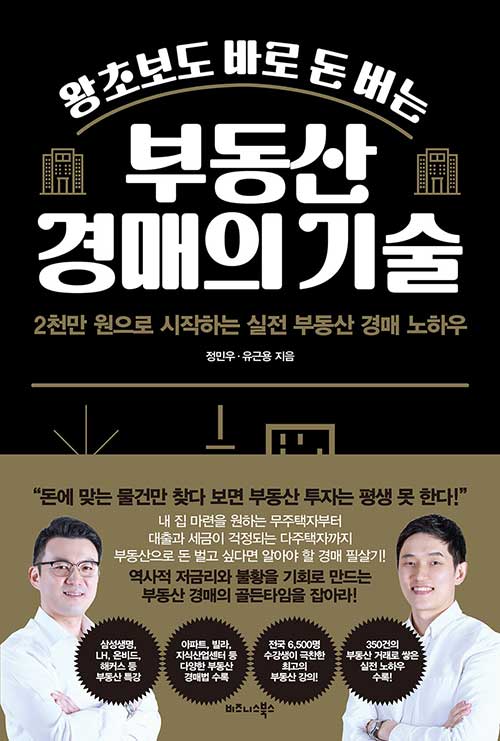 왕초보도 바로 돈 버는
부동산
경매의 기술
2천만 원으로 시작하는 실전 부동산 경매 노하우
정민우·유근용 지음
“돈에 맞는 물건만 찾다 보면 부동산 투자는 평생 못 한다!”
내 집 마련을 원하는 무주택자부터
대출과 세금이 걱정되는 다주택자까지
부동산으로 돈 벌고 싶다면 알아야 할 경매 필살기!
역사적 저금리와 불황을 기회로 만드는
부동산 경매의 골든타임을 잡아라!
삼성생명,
LH, 온비드,
해커스 등
부동산 특강
아파트, 빌라,
지식산업센터 등
다양한 부동산
경매법 수록
전국 6,500명
수강생이 극찬한
최고의
부동산 강의!
350건의
부동산 거래로 쌓은
실전 노하우
수록!
비즈니스북스